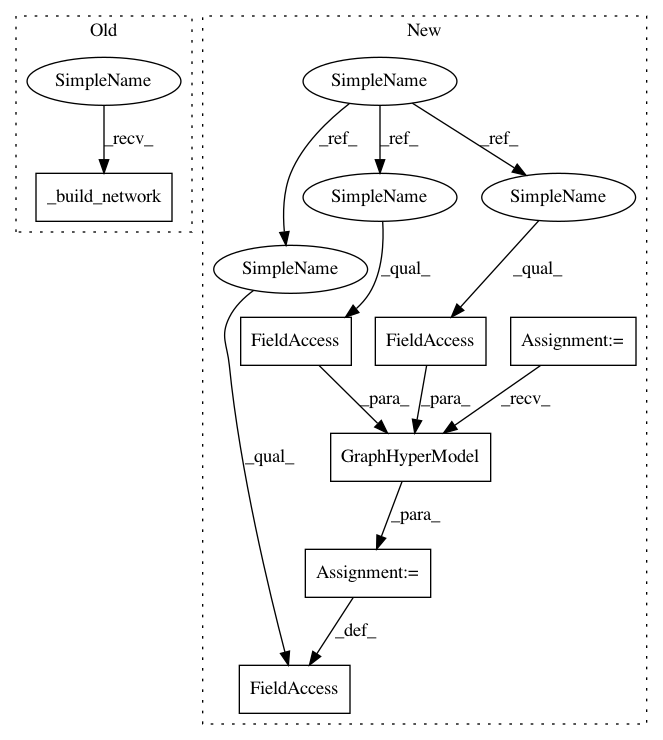 Old
New
SimpleName
SimpleName
_recv_
_ref_
_ref_
_ref_
_build_network
SimpleName
SimpleName
SimpleName
_qual_
_qual_
FieldAccess
FieldAccess
Assignment:=
_para_
_para_
_recv_
_qual_
GraphHyperModel
_para_
Assignment:=
_def_
FieldAccess